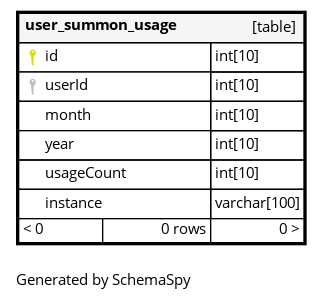 user_summon_usage [table]
id int[10]
userId int[10]
month int[10]
year int[10]
usageCount int[10]
instance varchar[100]
< 0 0 rows 0 >
Generated by SchemaSpy